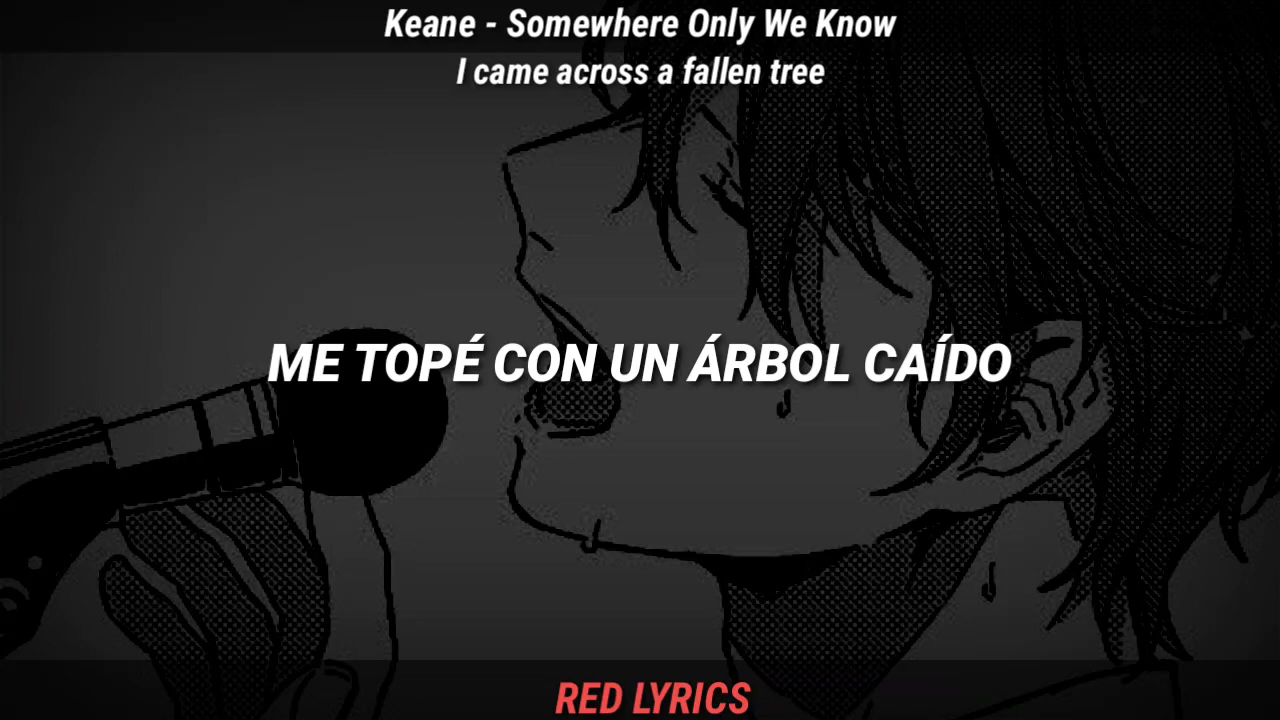 Keane - Somewhere Only We Know
I came across a fallen tree
ME TOPÉ CON UN ÁRBOL CAÍDO
RED LYRICS